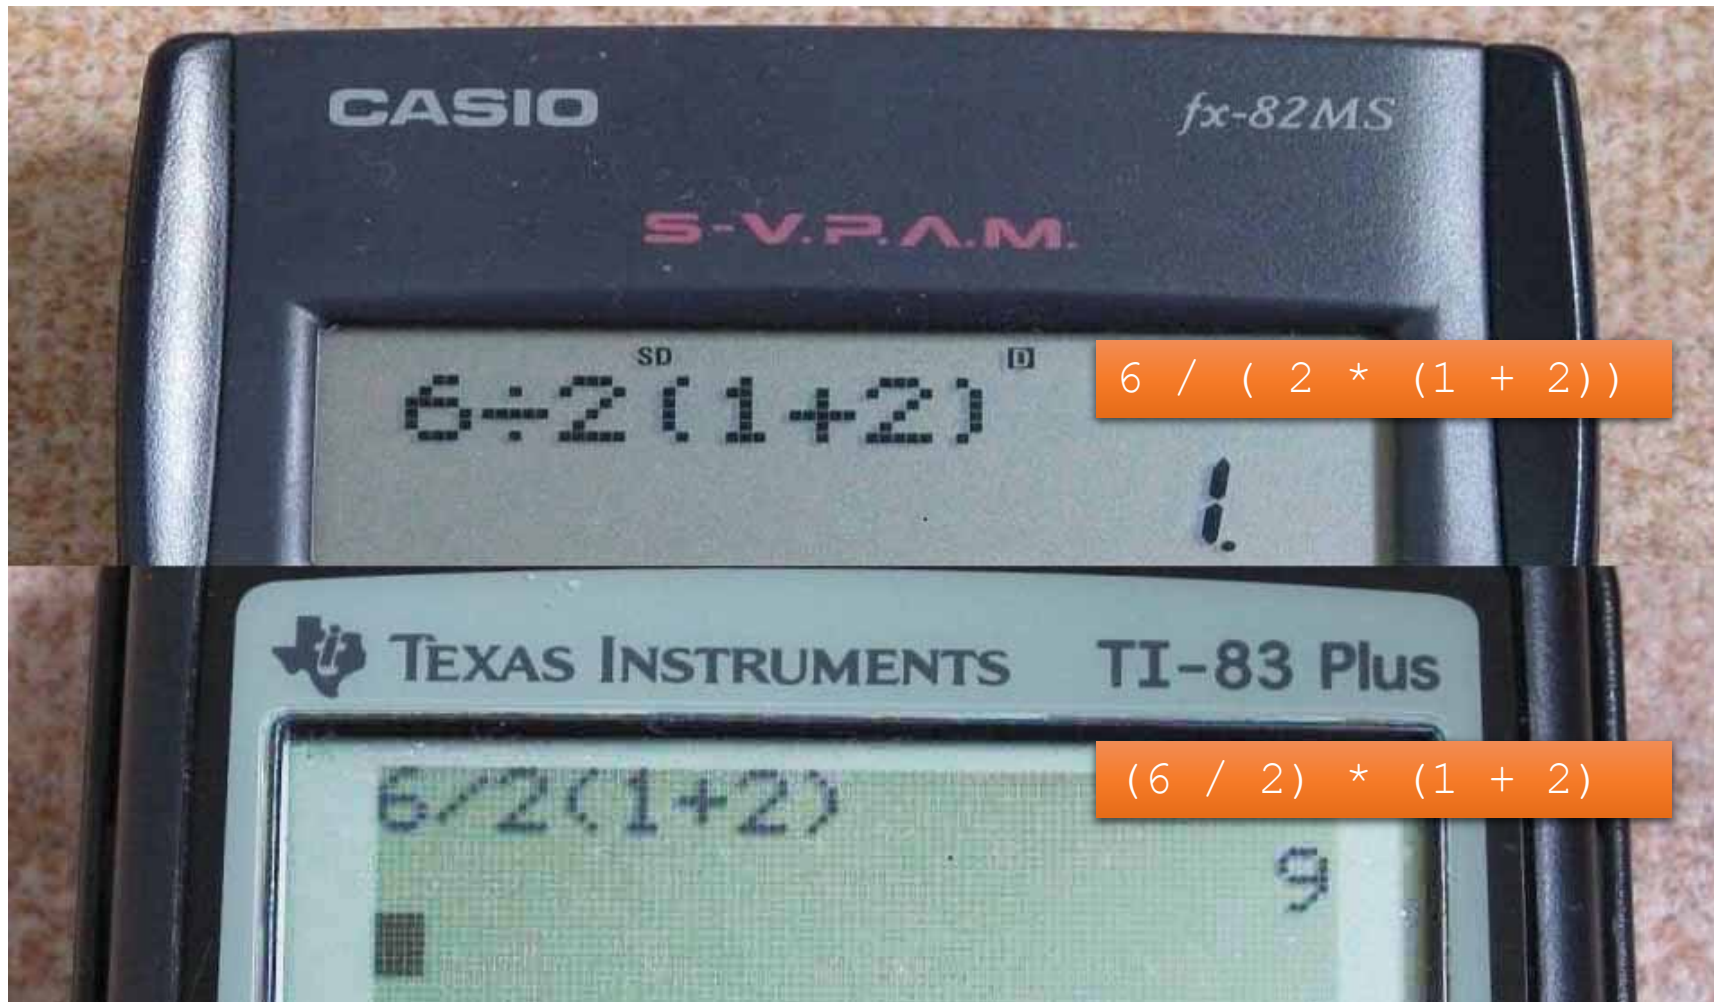 CASIO fx-82MS
S-V.P.A.M.
SD D
6÷2(1+2) 6 / ( 2 * (1 + 2))
1.
TEXAS INSTRUMENTS TI-83 Plus
6/2(1+2) (6 / 2) * (1 + 2)
9